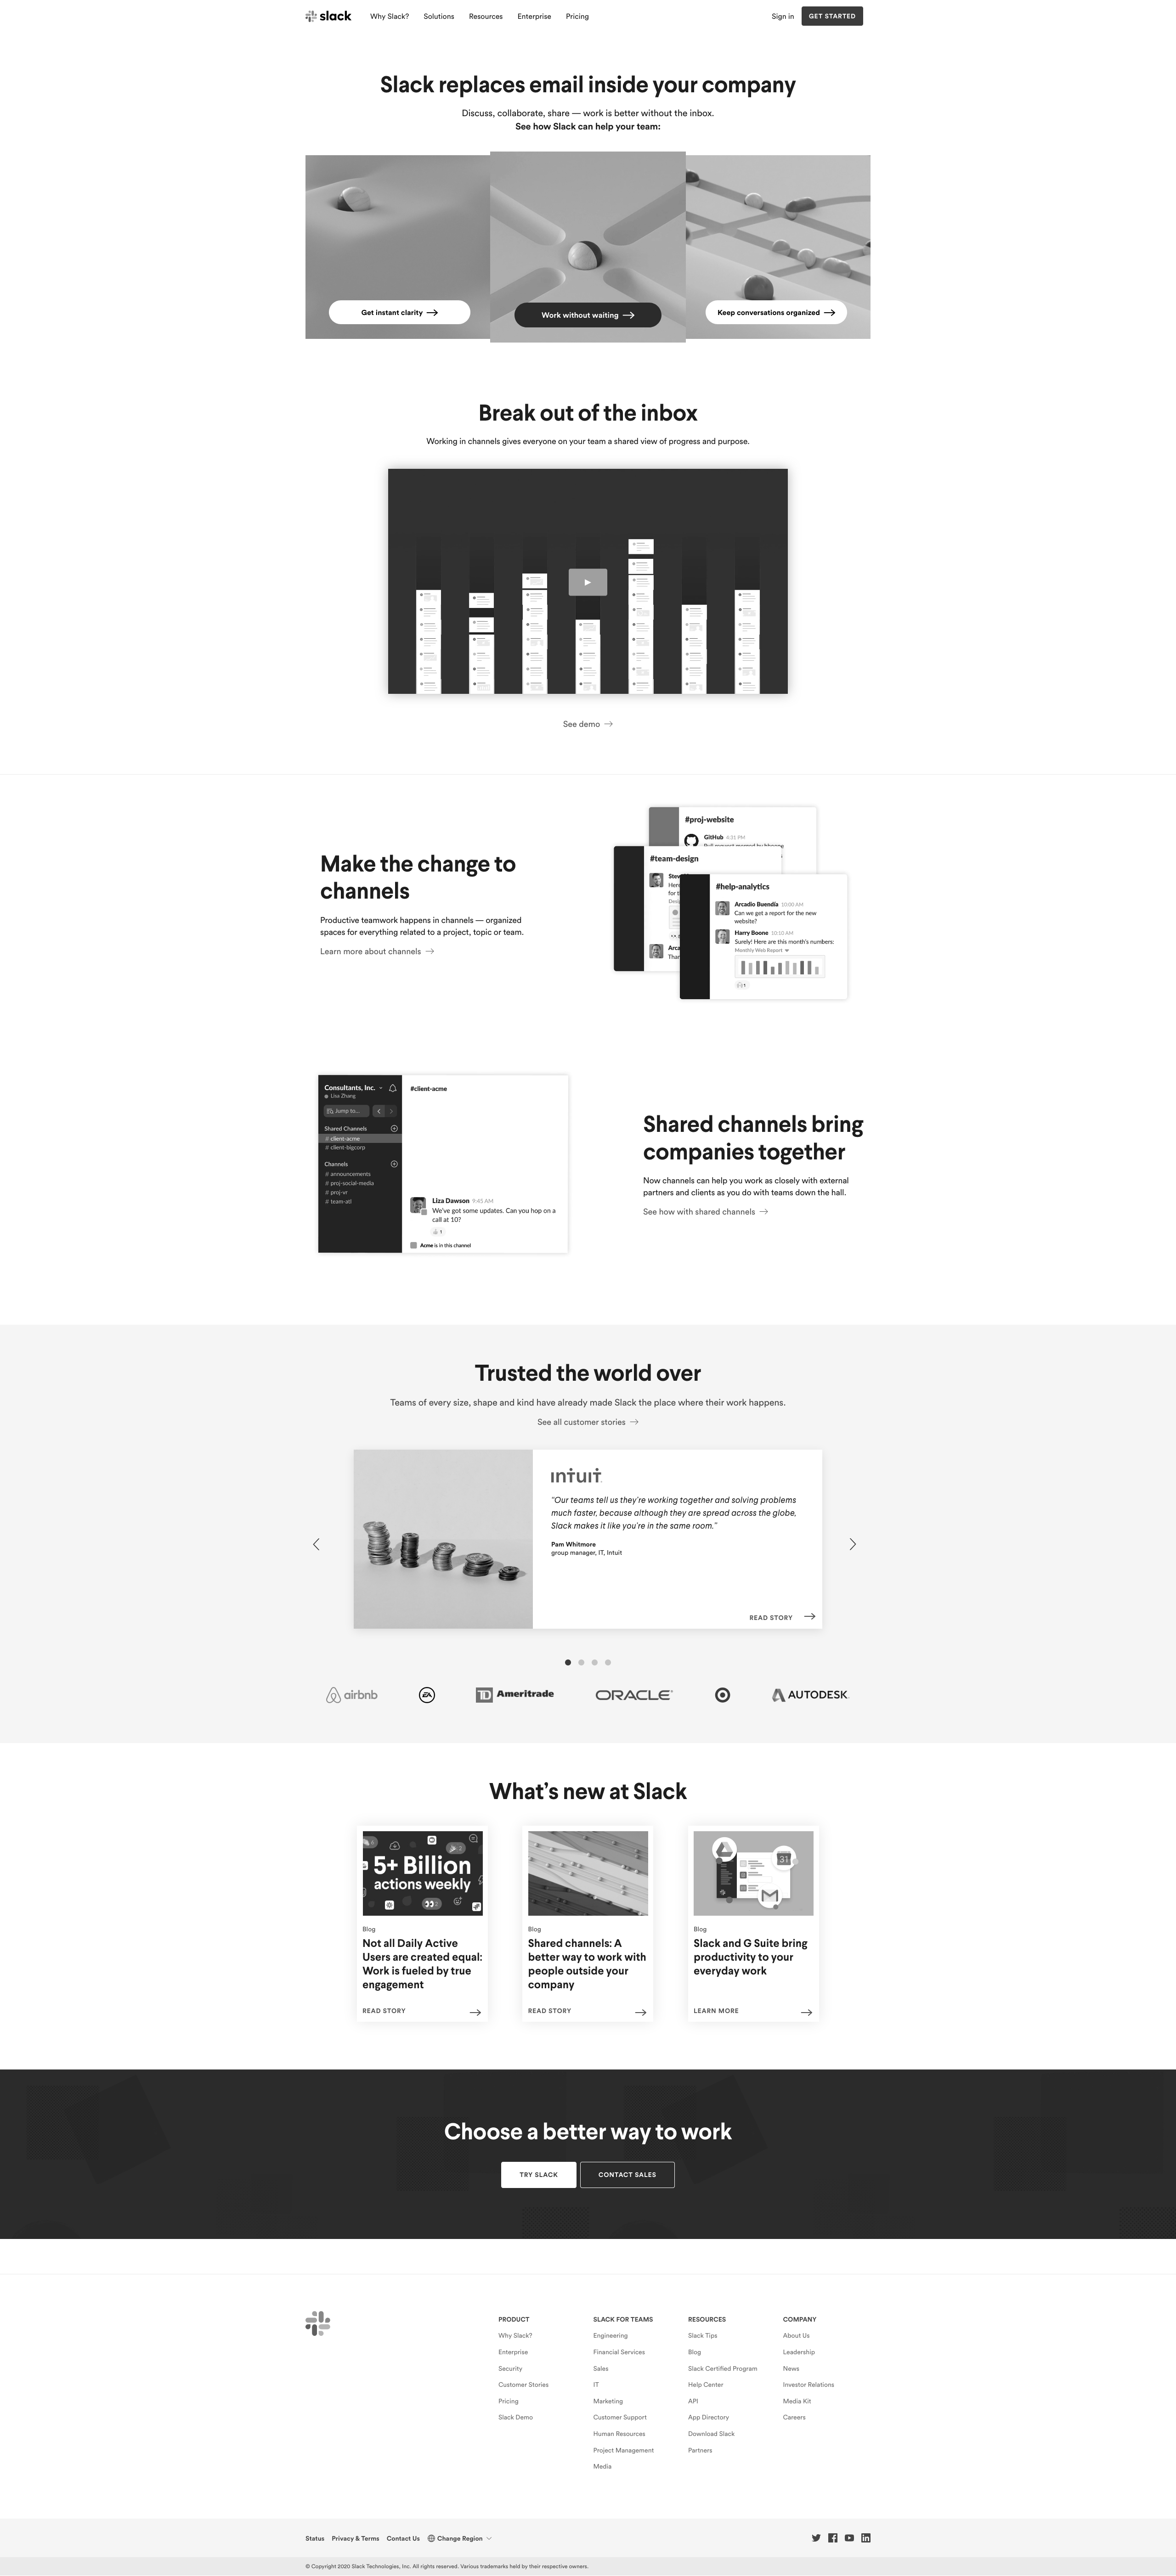 slack
Why Slack? Solutions Resources Enterprise Pricing
Sign in GET STARTED
Slack replaces email inside your company
Discuss, collaborate, share — work is better without the inbox.
See how Slack can help your team:
Get instant clarity
Work without waiting
Keep conversations organized
Break out of the inbox
Working in channels gives everyone on your team a shared view of progress and purpose.
See demo
Make the change to
channels
Productive teamwork happens in channels — organized
spaces for everything related to a project, topic or team.
Learn more about channels
#proj-website
GitHub 4:31 PM
#team-design
#help-analytics
Arcadio Buendía 10:00 AM
Can we get a report for the new
website?
Harry Boone 10:10 AM
Surely! Here are this month's numbers:
Monthly Web Report
1
Consultants, Inc.
Lisa Zhang
Jump to...
Shared Channels
# client-acme
# client-bigcorp
Channels
# announcements
# proj-social-media
# proj-vr
# team-atl
#client-acme
Liza Dawson 9:45 AM
We've got some updates. Can you hop on a
call at 10?
1
Acme is in this channel
Shared channels bring
companies together
Now channels can help you work as closely with external
partners and clients as you do with teams down the hall.
See how with shared channels
Trusted the world over
Teams of every size, shape and kind have already made Slack the place where their work happens.
See all customer stories
intuit
"Our teams tell us they're working together and solving problems
much faster, because although they are spread across the globe,
Slack makes it like you're in the same room."
Pam Whitmore
group manager, IT, Intuit
READ STORY
airbnb EA TD Ameritrade ORACLE AUTODESK
What's new at Slack
5+ Billion
actions weekly
Blog
Not all Daily Active
Users are created equal:
Work is fueled by true
engagement
READ STORY
Blog
Shared channels: A
better way to work with
people outside your
company
READ STORY
31
Blog
Slack and G Suite bring
productivity to your
everyday work
LEARN MORE
Choose a better way to work
TRY SLACK CONTACT SALES
PRODUCT
Why Slack?
Enterprise
Security
Customer Stories
Pricing
Slack Demo
SLACK FOR TEAMS
Engineering
Financial Services
Sales
IT
Marketing
Customer Support
Human Resources
Project Management
Media
RESOURCES
Slack Tips
Blog
Slack Certified Program
Help Center
API
App Directory
Download Slack
Partners
COMPANY
About Us
Leadership
News
Investor Relations
Media Kit
Careers
Status Privacy & Terms Contact Us Change Region
© Copyright 2020 Slack Technologies, Inc. All rights reserved. Various trademarks held by their respective owners.